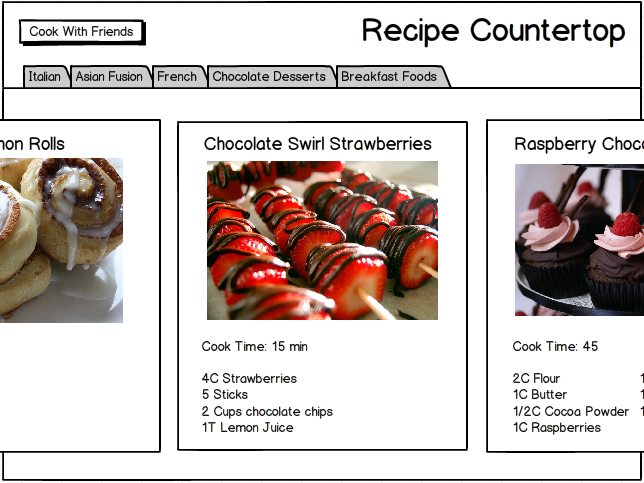 Cook With Friends
Recipe Countertop
Italian
Asian Fusion
French
Chocolate Desserts
Breakfast Foods
Rolls
Chocolate Swirl Strawberries
Cook Time: 15 min
4C Strawberries
5 Sticks
2 Cups chocolate chips
1T Lemon Juice
Raspberry
Cook Time: 45
2C Flour
1C Butter
1/2C Cocoa Powder
1C Raspberries